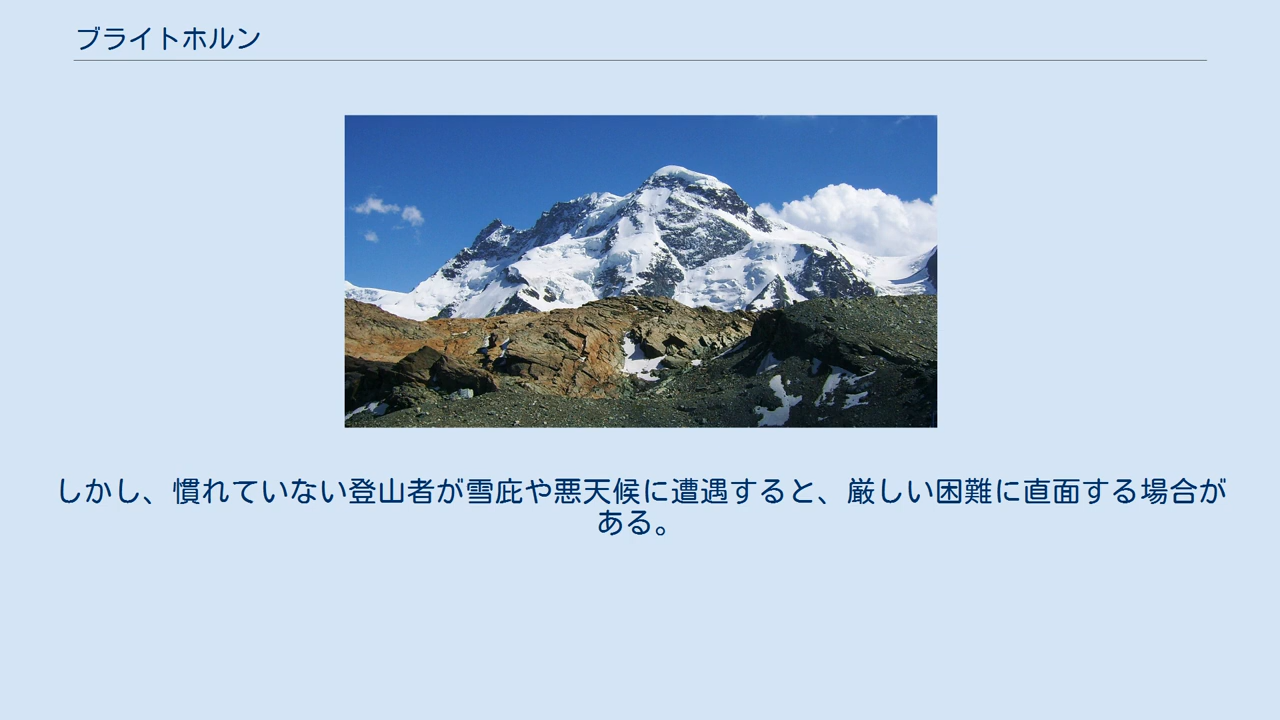 ブライトホルン
しかし、慣れていない登山者が雪庇や悪天候に遭遇すると、厳しい困難に直面する場合が
ある。